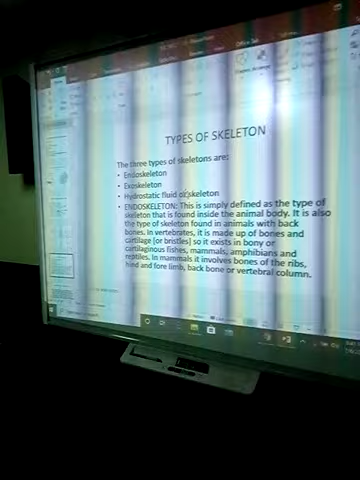 TYPES OF SKELETON
The three types of skeletons are:
• Endoskeleton
• Exoskeleton
• Hydrostatic fluid or skeleton
• ENDOSKELETON: This is simply defined as the type of
skeleton that is found inside the animal body. It is also
the type of skeleton found in animals with back
bones. In vertebrates, it is made up of bones and
cartilage [or bristles] so it exists in bony or
cartilaginous fishes, mammals, amphibians and
reptiles. In mammals it involves bones of the ribs,
hind and fore limb, back bone or vertebral column.